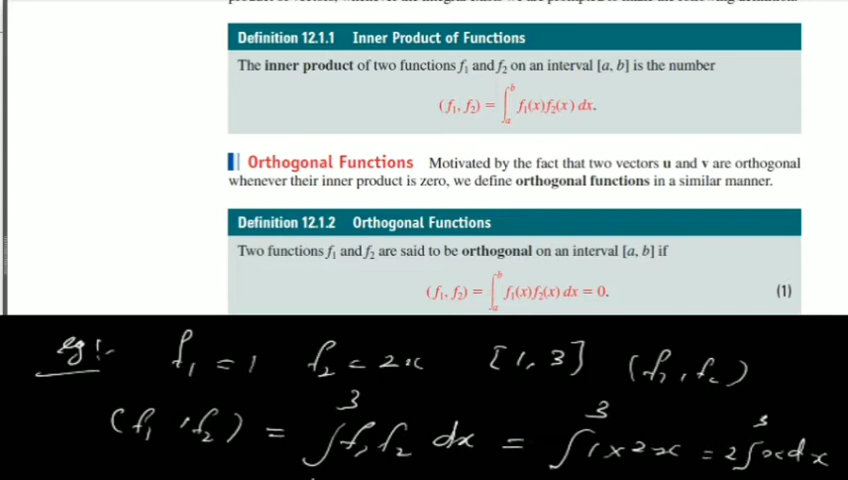 Definition 12.1.1 Inner Product of Functions
The inner product of two functions f₁ and f₂ on an interval [a, b] is the number
(f₁, f₂) = ∫ₐᵇ f₁(x)f₂(x) dx.
Orthogonal Functions Motivated by the fact that two vectors u and v are orthogonal
whenever their inner product is zero, we define orthogonal functions in a similar manner.
Definition 12.1.2 Orthogonal Functions
Two functions f₁ and f₂ are said to be orthogonal on an interval [a, b] if
(f₁, f₂) = ∫ₐᵇ f₁(x)f₂(x) dx = 0. (1)
eg:- f₁ = 1 f₂ = 2x [1, 3] (f₁, f₂)
(f₁, f₂) = ∫³ f₁ f₂ dx = ∫³ 1 x 2x = 2∫³ x dx